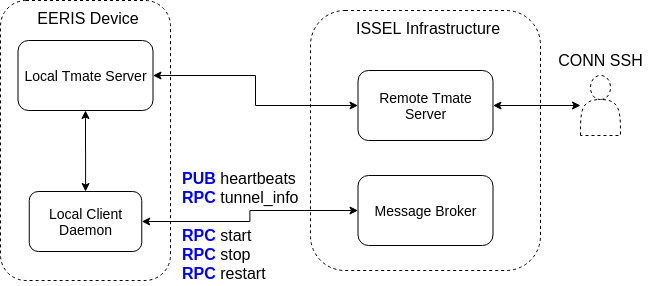 EERIS Device
ISSEL Infrastructure
CONN SSH
Local Tmate Server
Remote Tmate
Server
PUB heartbeats
RPC tunnel_info
Local Client
Daemon
Message Broker
RPC start
RPC stop
RPC restart